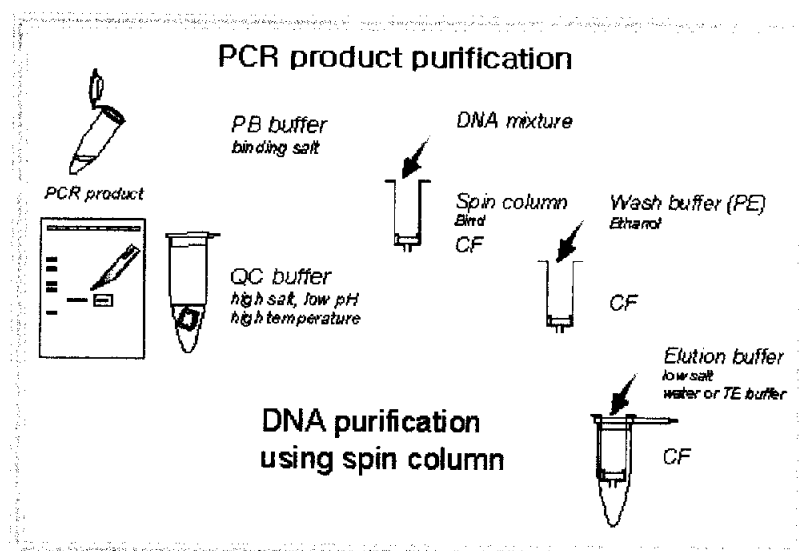 PCR product purification
PCR product
PB buffer
binding salt
DNA mixture
Spin column
Bind
CF
Wash buffer (PE)
Ethanol
CF
QC buffer
high salt, low pH
high temperature
Elution buffer
low salt
water or TE buffer
CF
DNA purification
using spin column